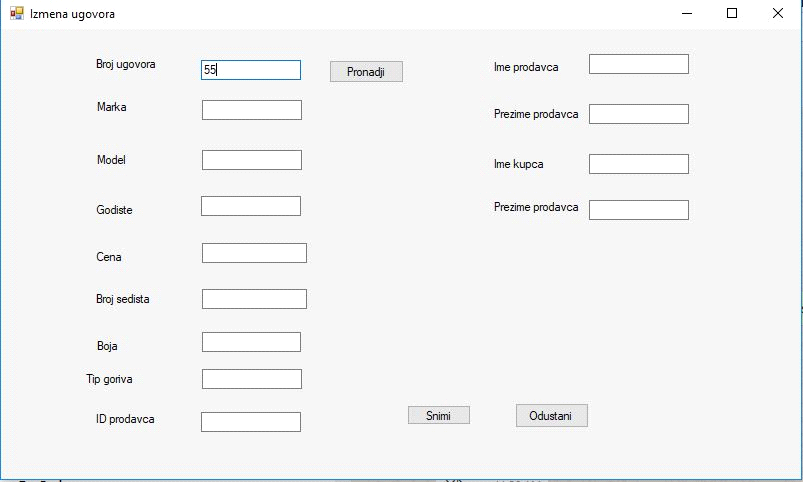 Izmena ugovora
Broj ugovora 55 Pronadji
Marka
Model
Godiste
Cena
Broj sedista
Boja
Tip goriva
ID prodavca
Ime prodavca
Prezime prodavca
Ime kupca
Prezime prodavca
Snimi Odustani